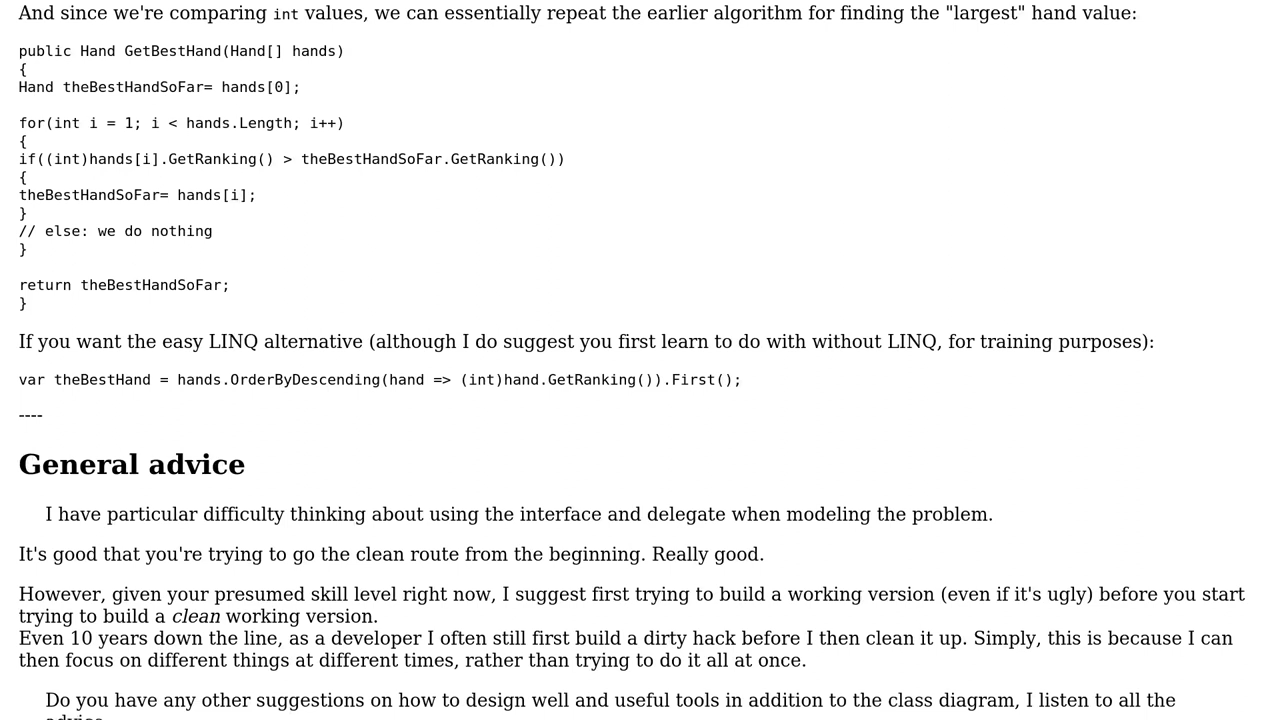 And since we're comparing int values, we can essentially repeat the earlier algorithm for finding the "largest" hand value:
public Hand GetBestHand(Hand[] hands)
{
Hand theBestHandSoFar= hands[0];
for(int i = 1; i < hands.Length; i++)
{
if((int)hands[i].GetRanking() > theBestHandSoFar.GetRanking())
{
theBestHandSoFar= hands[i];
}
// else: we do nothing
}
return theBestHandSoFar;
}
If you want the easy LINQ alternative (although I do suggest you first learn to do with without LINQ, for training purposes):
var theBestHand = hands.OrderByDescending(hand => (int)hand.GetRanking()).First();
----
General advice
I have particular difficulty thinking about using the interface and delegate when modeling the problem.
It's good that you're trying to go the clean route from the beginning. Really good.
However, given your presumed skill level right now, I suggest first trying to build a working version (even if it's ugly) before you start
trying to build a clean working version.
Even 10 years down the line, as a developer I often still first build a dirty hack before I then clean it up. Simply, this is because I can
then focus on different things at different times, rather than trying to do it all at once.
Do you have any other suggestions on how to design well and useful tools in addition to the class diagram, I listen to all the